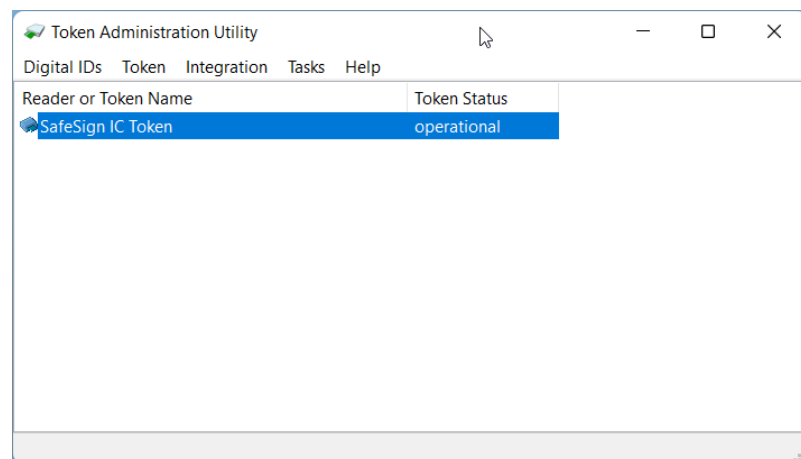 Token Administration Utility
Digital IDs Token Integration Tasks Help
Reader or Token Name Token Status
SafeSign IC Token operational